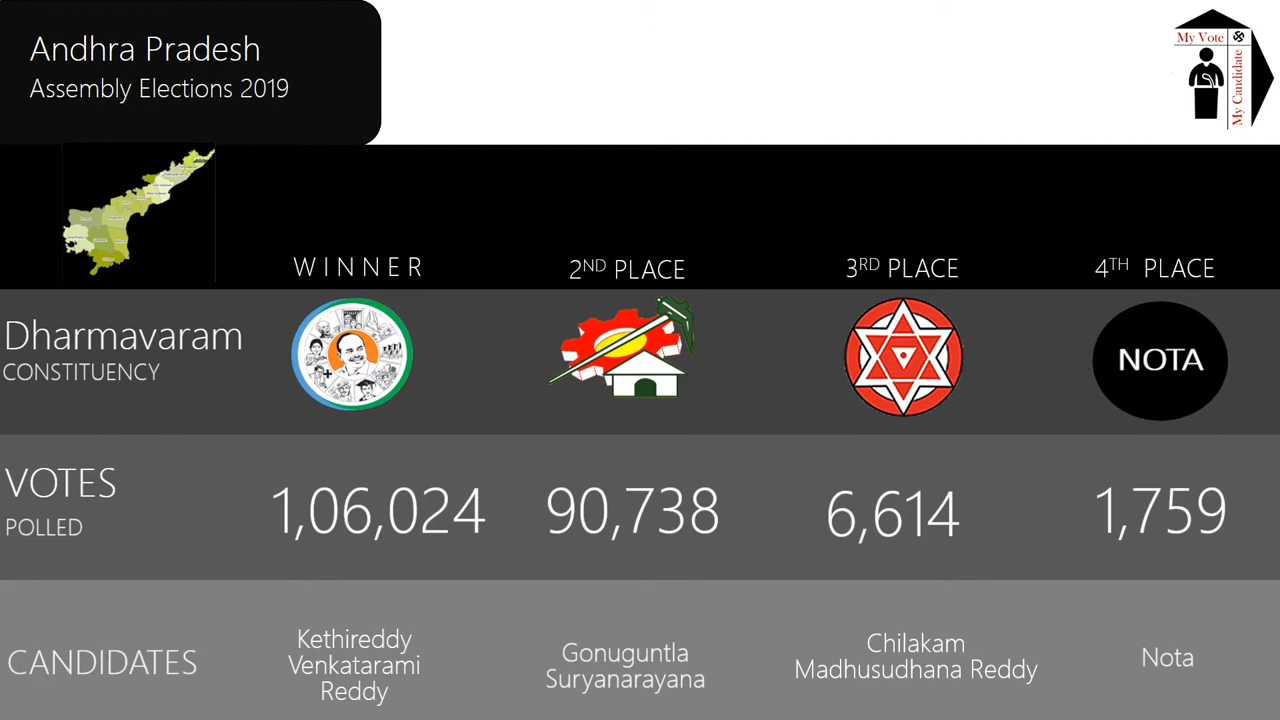 Andhra Pradesh
Assembly Elections 2019
My Vote
My Candidate
WINNER
2ND PLACE
3RD PLACE
4TH PLACE
Dharmavaram
CONSTITUENCY
NOTA
VOTES
POLLED
1,06,024
90,738
6,614
1,759
CANDIDATES
Kethireddy
Venkatarami
Reddy
Gonuguntla
Suryanarayana
Chilakam
Madhusudhana Reddy
Nota